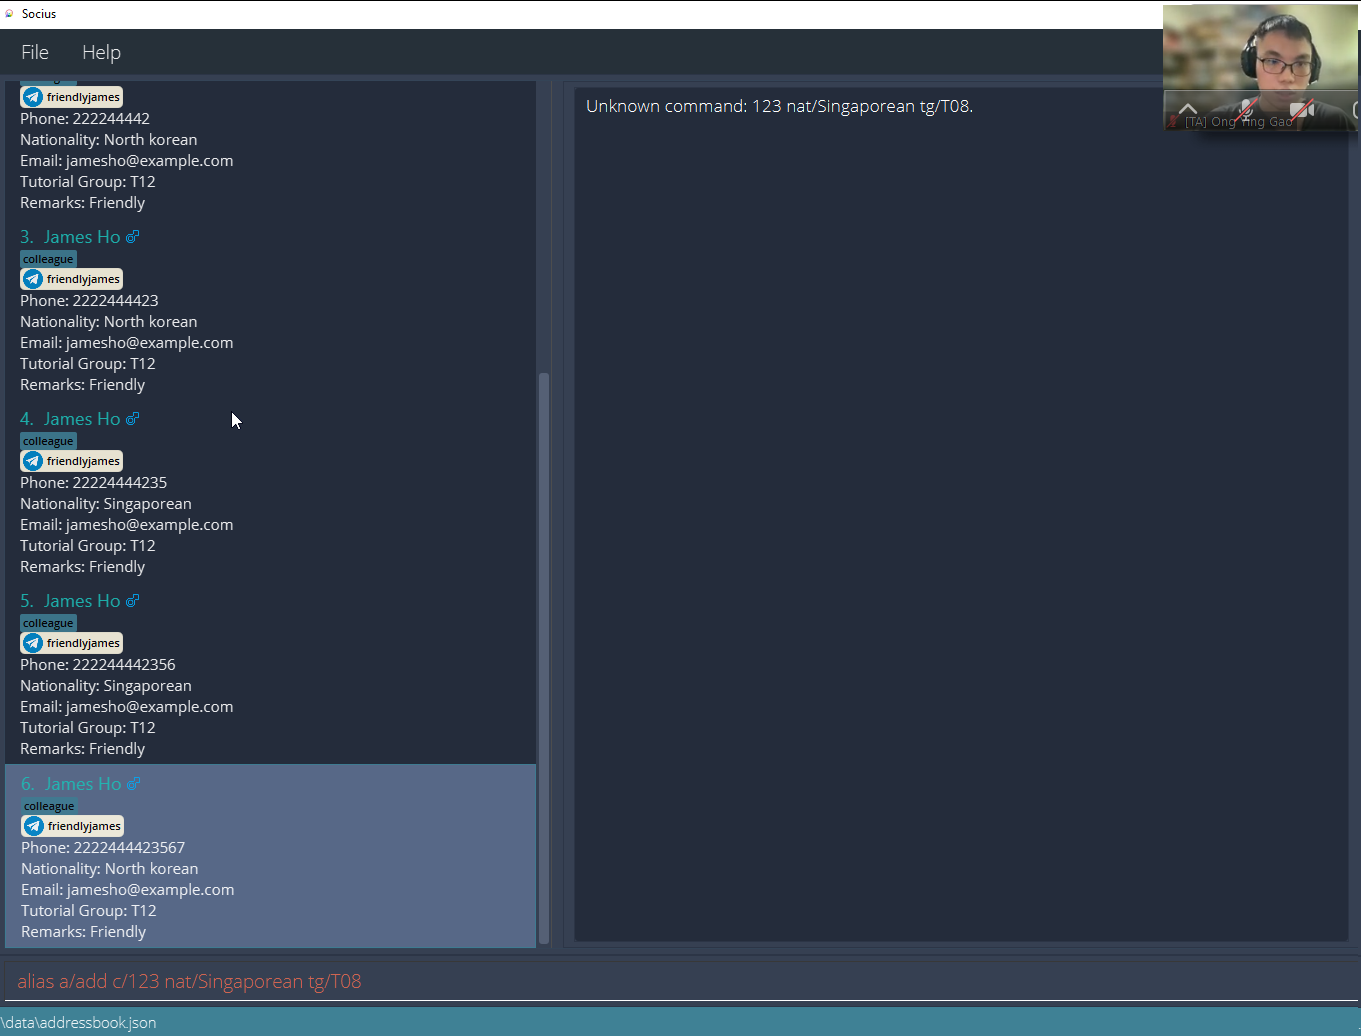 Socius
File Help
friendlyjames
Phone: 222244442
Nationality: North korean
Email: jamesho@example.com
Tutorial Group: T12
Remarks: Friendly
3. James Ho
colleague
friendlyjames
Phone: 2222444423
Nationality: North korean
Email: jamesho@example.com
Tutorial Group: T12
Remarks: Friendly
4. James Ho
colleague
friendlyjames
Phone: 22224444235
Nationality: Singaporean
Email: jamesho@example.com
Tutorial Group: T12
Remarks: Friendly
5. James Ho
colleague
friendlyjames
Phone: 222244442356
Nationality: Singaporean
Email: jamesho@example.com
Tutorial Group: T12
Remarks: Friendly
6. James Ho
colleague
friendlyjames
Phone: 2222444423567
Nationality: North korean
Email: jamesho@example.com
Tutorial Group: T12
Remarks: Friendly
Unknown command: 123 nat/Singaporean tg/T08.
[TA] Ong Ying Gao
alias a/add c/123 nat/Singaporean tg/T08
\data\addressbook.json